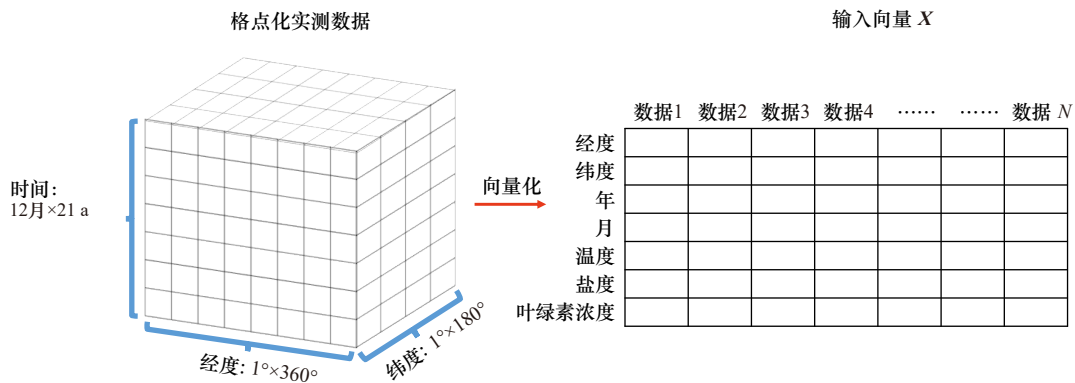 格点化实测数据
输入向量 X
数据1 数据2 数据3 数据4 …… …… 数据 N
经度
纬度
年
月
温度
盐度
叶绿素浓度
时间:
12月×21 a
向量化
经度: 1°×360°
纬度: 1°×180°